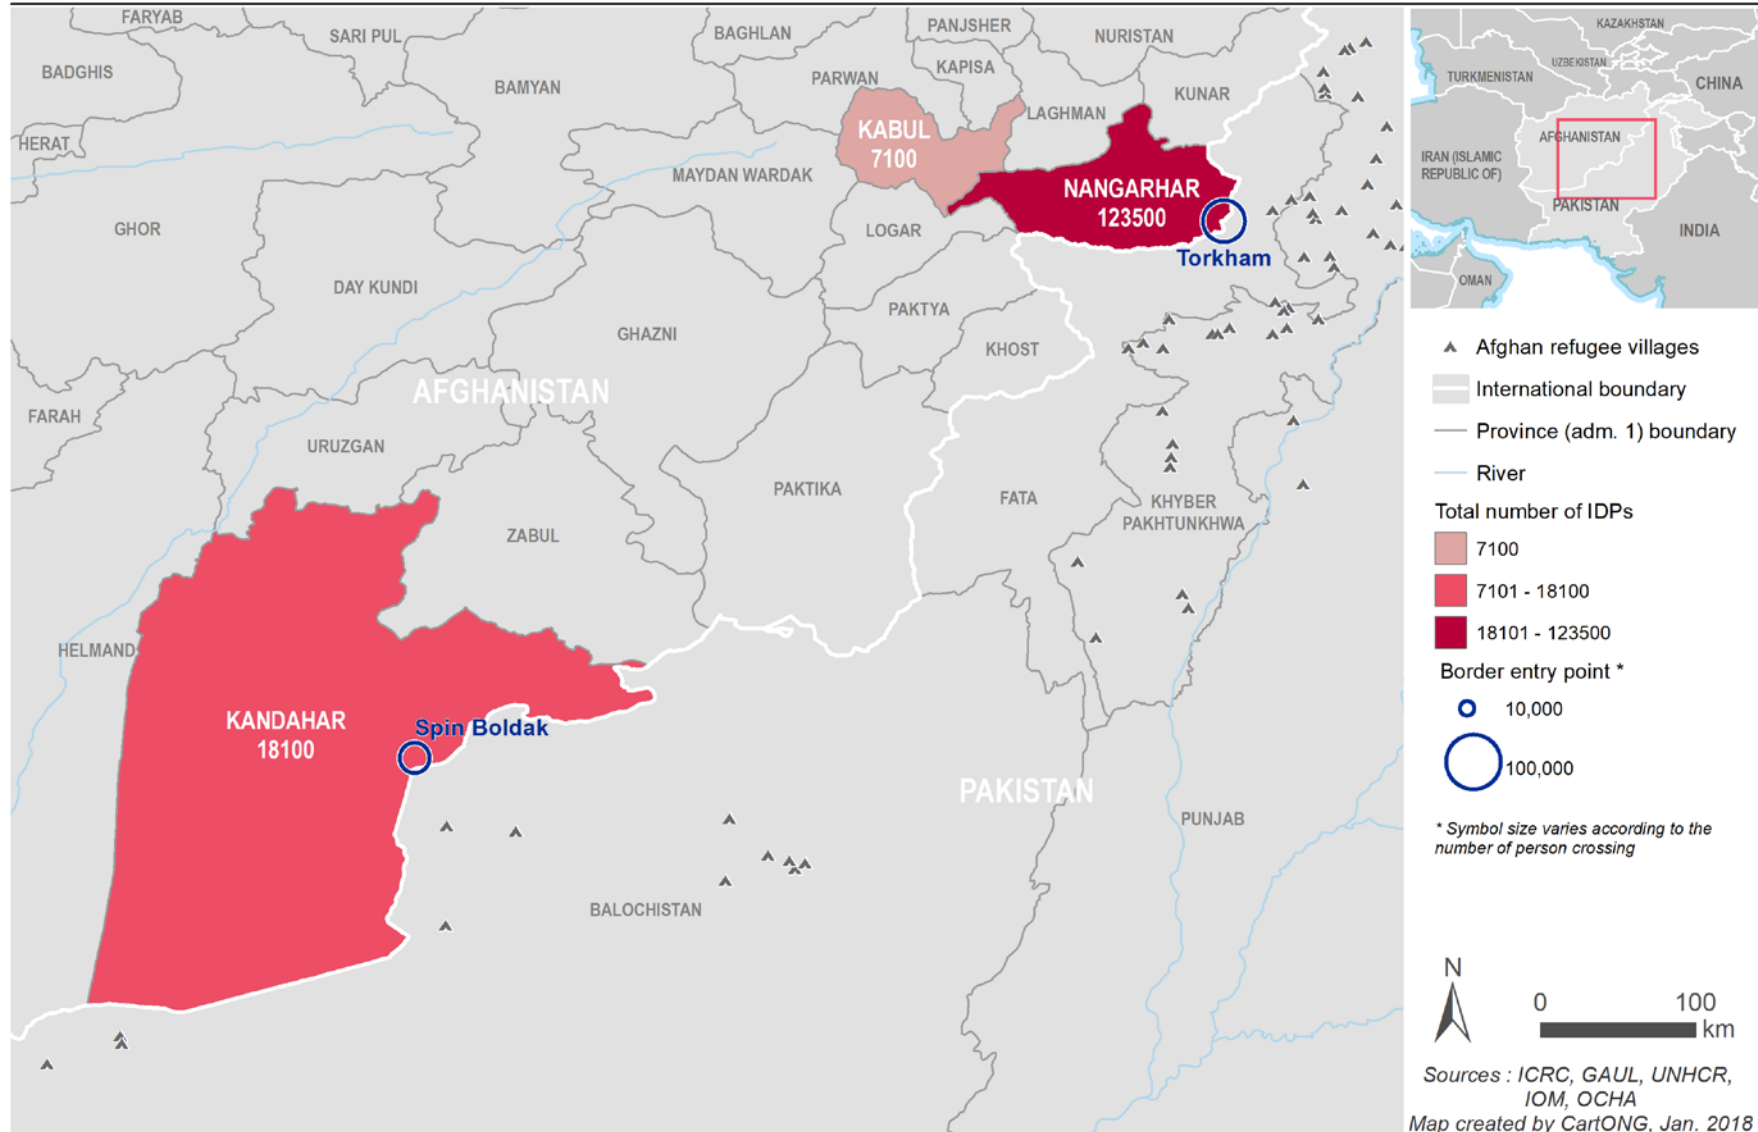 FARYAB
SARI PUL
BAGHLAN
PANJSHER
NURISTAN
BADGHIS
BAMYAN
PARWAN
KAPISA
KUNAR
HERAT
KABUL
7100
LAGHMAN
MAYDAN WARDAK
NANGARHAR
123500
GHOR
LOGAR
Torkham
DAY KUNDI
PAKTYA
GHAZNI
KHOST
AFGHANISTAN
FARAH
URUZGAN
PAKTIKA
FATA
KHYBER
PAKHTUNKHWA
ZABUL
HELMAND
KANDAHAR
18100
Spin Boldak
PAKISTAN
PUNJAB
BALOCHISTAN
KAZAKHSTAN
UZBEKISTAN
TURKMENISTAN
CHINA
AFGHANISTAN
IRAN (ISLAMIC
REPUBLIC OF)
PAKISTAN
INDIA
OMAN
Afghan refugee villages
International boundary
Province (adm. 1) boundary
River
Total number of IDPs
7100
7101 - 18100
18101 - 123500
Border entry point *
10,000
100,000
* Symbol size varies according to the
number of person crossing
N
0 100
km
Sources : ICRC, GAUL, UNHCR,
IOM, OCHA
Map created by CartONG, Jan. 2018